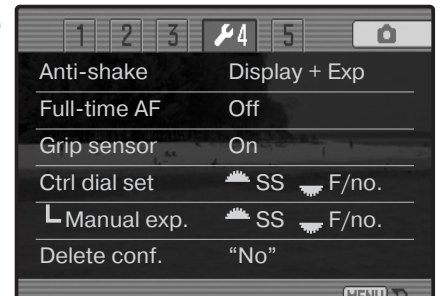 1 2 3 4 5
Anti-shake Display + Exp
Full-time AF Off
Grip sensor On
Ctrl dial set SS F/no.
Manual exp. SS F/no.
Delete conf. “No”
MENU